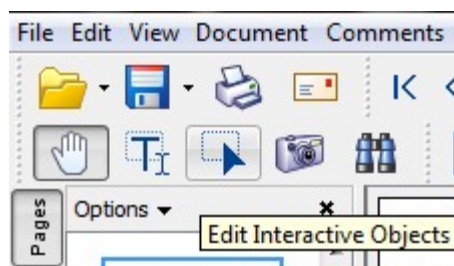 File Edit View Document Comments
Pages
Options
Edit Interactive Objects